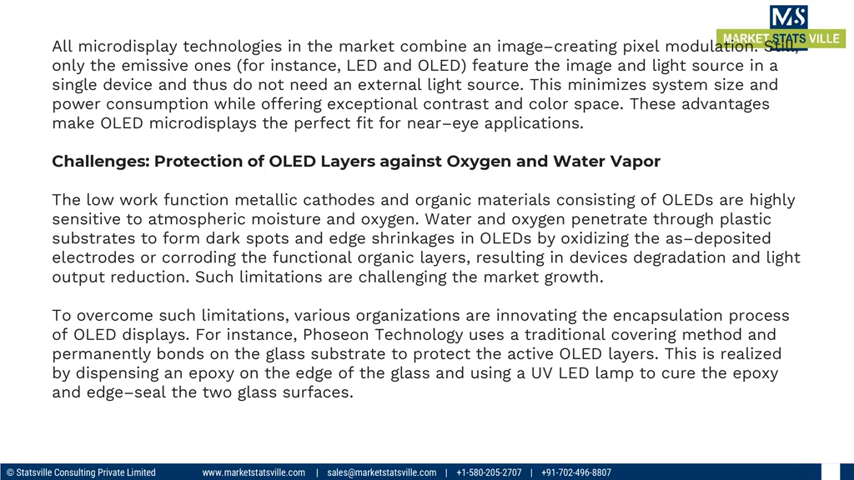 MS
MARKET STATS VILLE
All microdisplay technologies in the market combine an image–creating pixel modulation. Still,
only the emissive ones (for instance, LED and OLED) feature the image and light source in a
single device and thus do not need an external light source. This minimizes system size and
power consumption while offering exceptional contrast and color space. These advantages
make OLED microdisplays the perfect fit for near–eye applications.
Challenges: Protection of OLED Layers against Oxygen and Water Vapor
The low work function metallic cathodes and organic materials consisting of OLEDs are highly
sensitive to atmospheric moisture and oxygen. Water and oxygen penetrate through plastic
substrates to form dark spots and edge shrinkages in OLEDs by oxidizing the as–deposited
electrodes or corroding the functional organic layers, resulting in devices degradation and light
output reduction. Such limitations are challenging the market growth.
To overcome such limitations, various organizations are innovating the encapsulation process
of OLED displays. For instance, Phoseon Technology uses a traditional covering method and
permanently bonds on the glass substrate to protect the active OLED layers. This is realized
by dispensing an epoxy on the edge of the glass and using a UV LED lamp to cure the epoxy
and edge–seal the two glass surfaces.
© Statsville Consulting Private Limited www.marketstatsville.com | sales@marketstatsville.com | +1-580-205-2707 | +91-702-496-8807